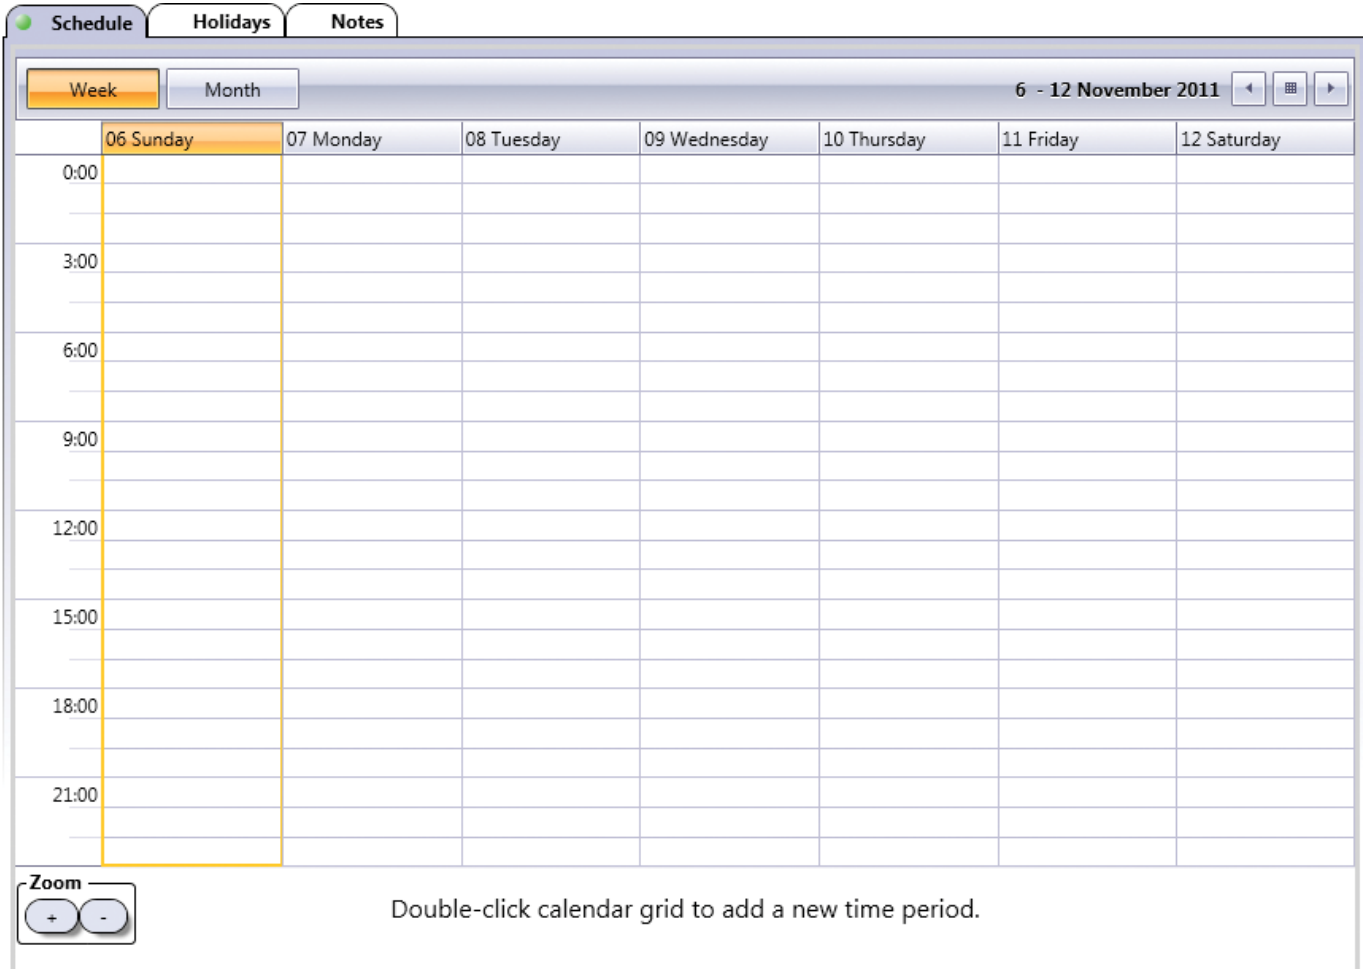 Schedule Holidays Notes
Week Month 6 - 12 November 2011
06 Sunday 07 Monday 08 Tuesday 09 Wednesday 10 Thursday 11 Friday 12 Saturday
0:00
3:00
6:00
9:00
12:00
15:00
18:00
21:00
Zoom
+ -
Double-click calendar grid to add a new time period.